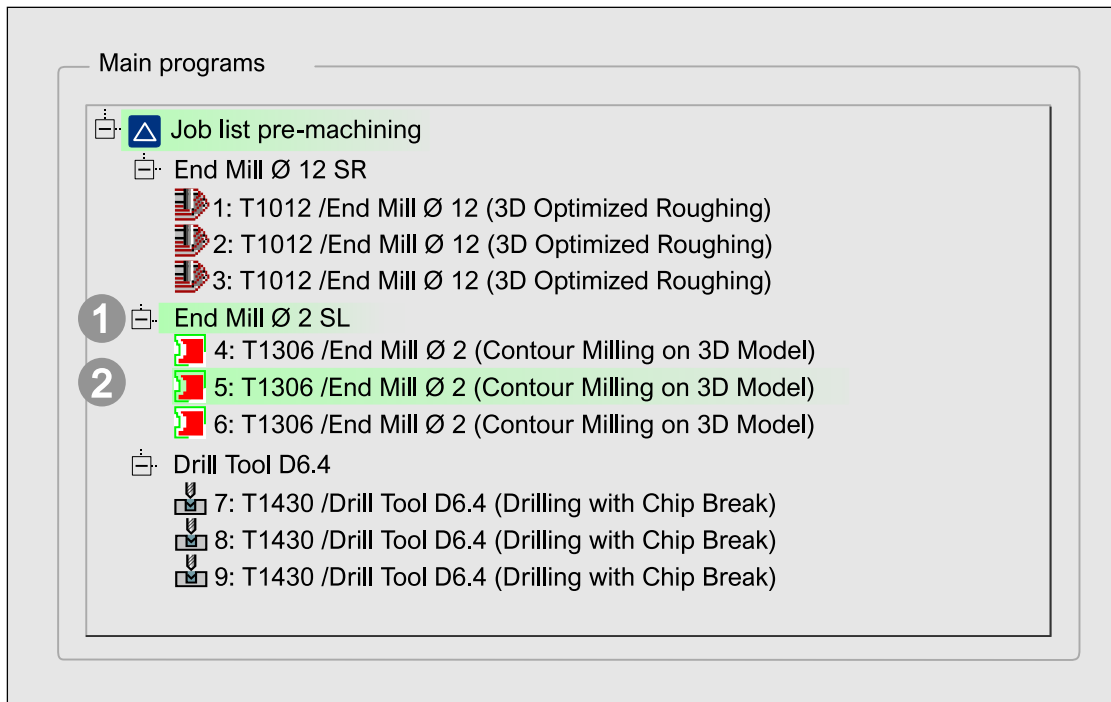 Main programs
Job list pre-machining
End Mill Ø 12 SR
1: T1012 /End Mill Ø 12 (3D Optimized Roughing)
2: T1012 /End Mill Ø 12 (3D Optimized Roughing)
3: T1012 /End Mill Ø 12 (3D Optimized Roughing)
1 End Mill Ø 2 SL
4: T1306 /End Mill Ø 2 (Contour Milling on 3D Model)
2 5: T1306 /End Mill Ø 2 (Contour Milling on 3D Model)
6: T1306 /End Mill Ø 2 (Contour Milling on 3D Model)
Drill Tool D6.4
7: T1430 /Drill Tool D6.4 (Drilling with Chip Break)
8: T1430 /Drill Tool D6.4 (Drilling with Chip Break)
9: T1430 /Drill Tool D6.4 (Drilling with Chip Break)